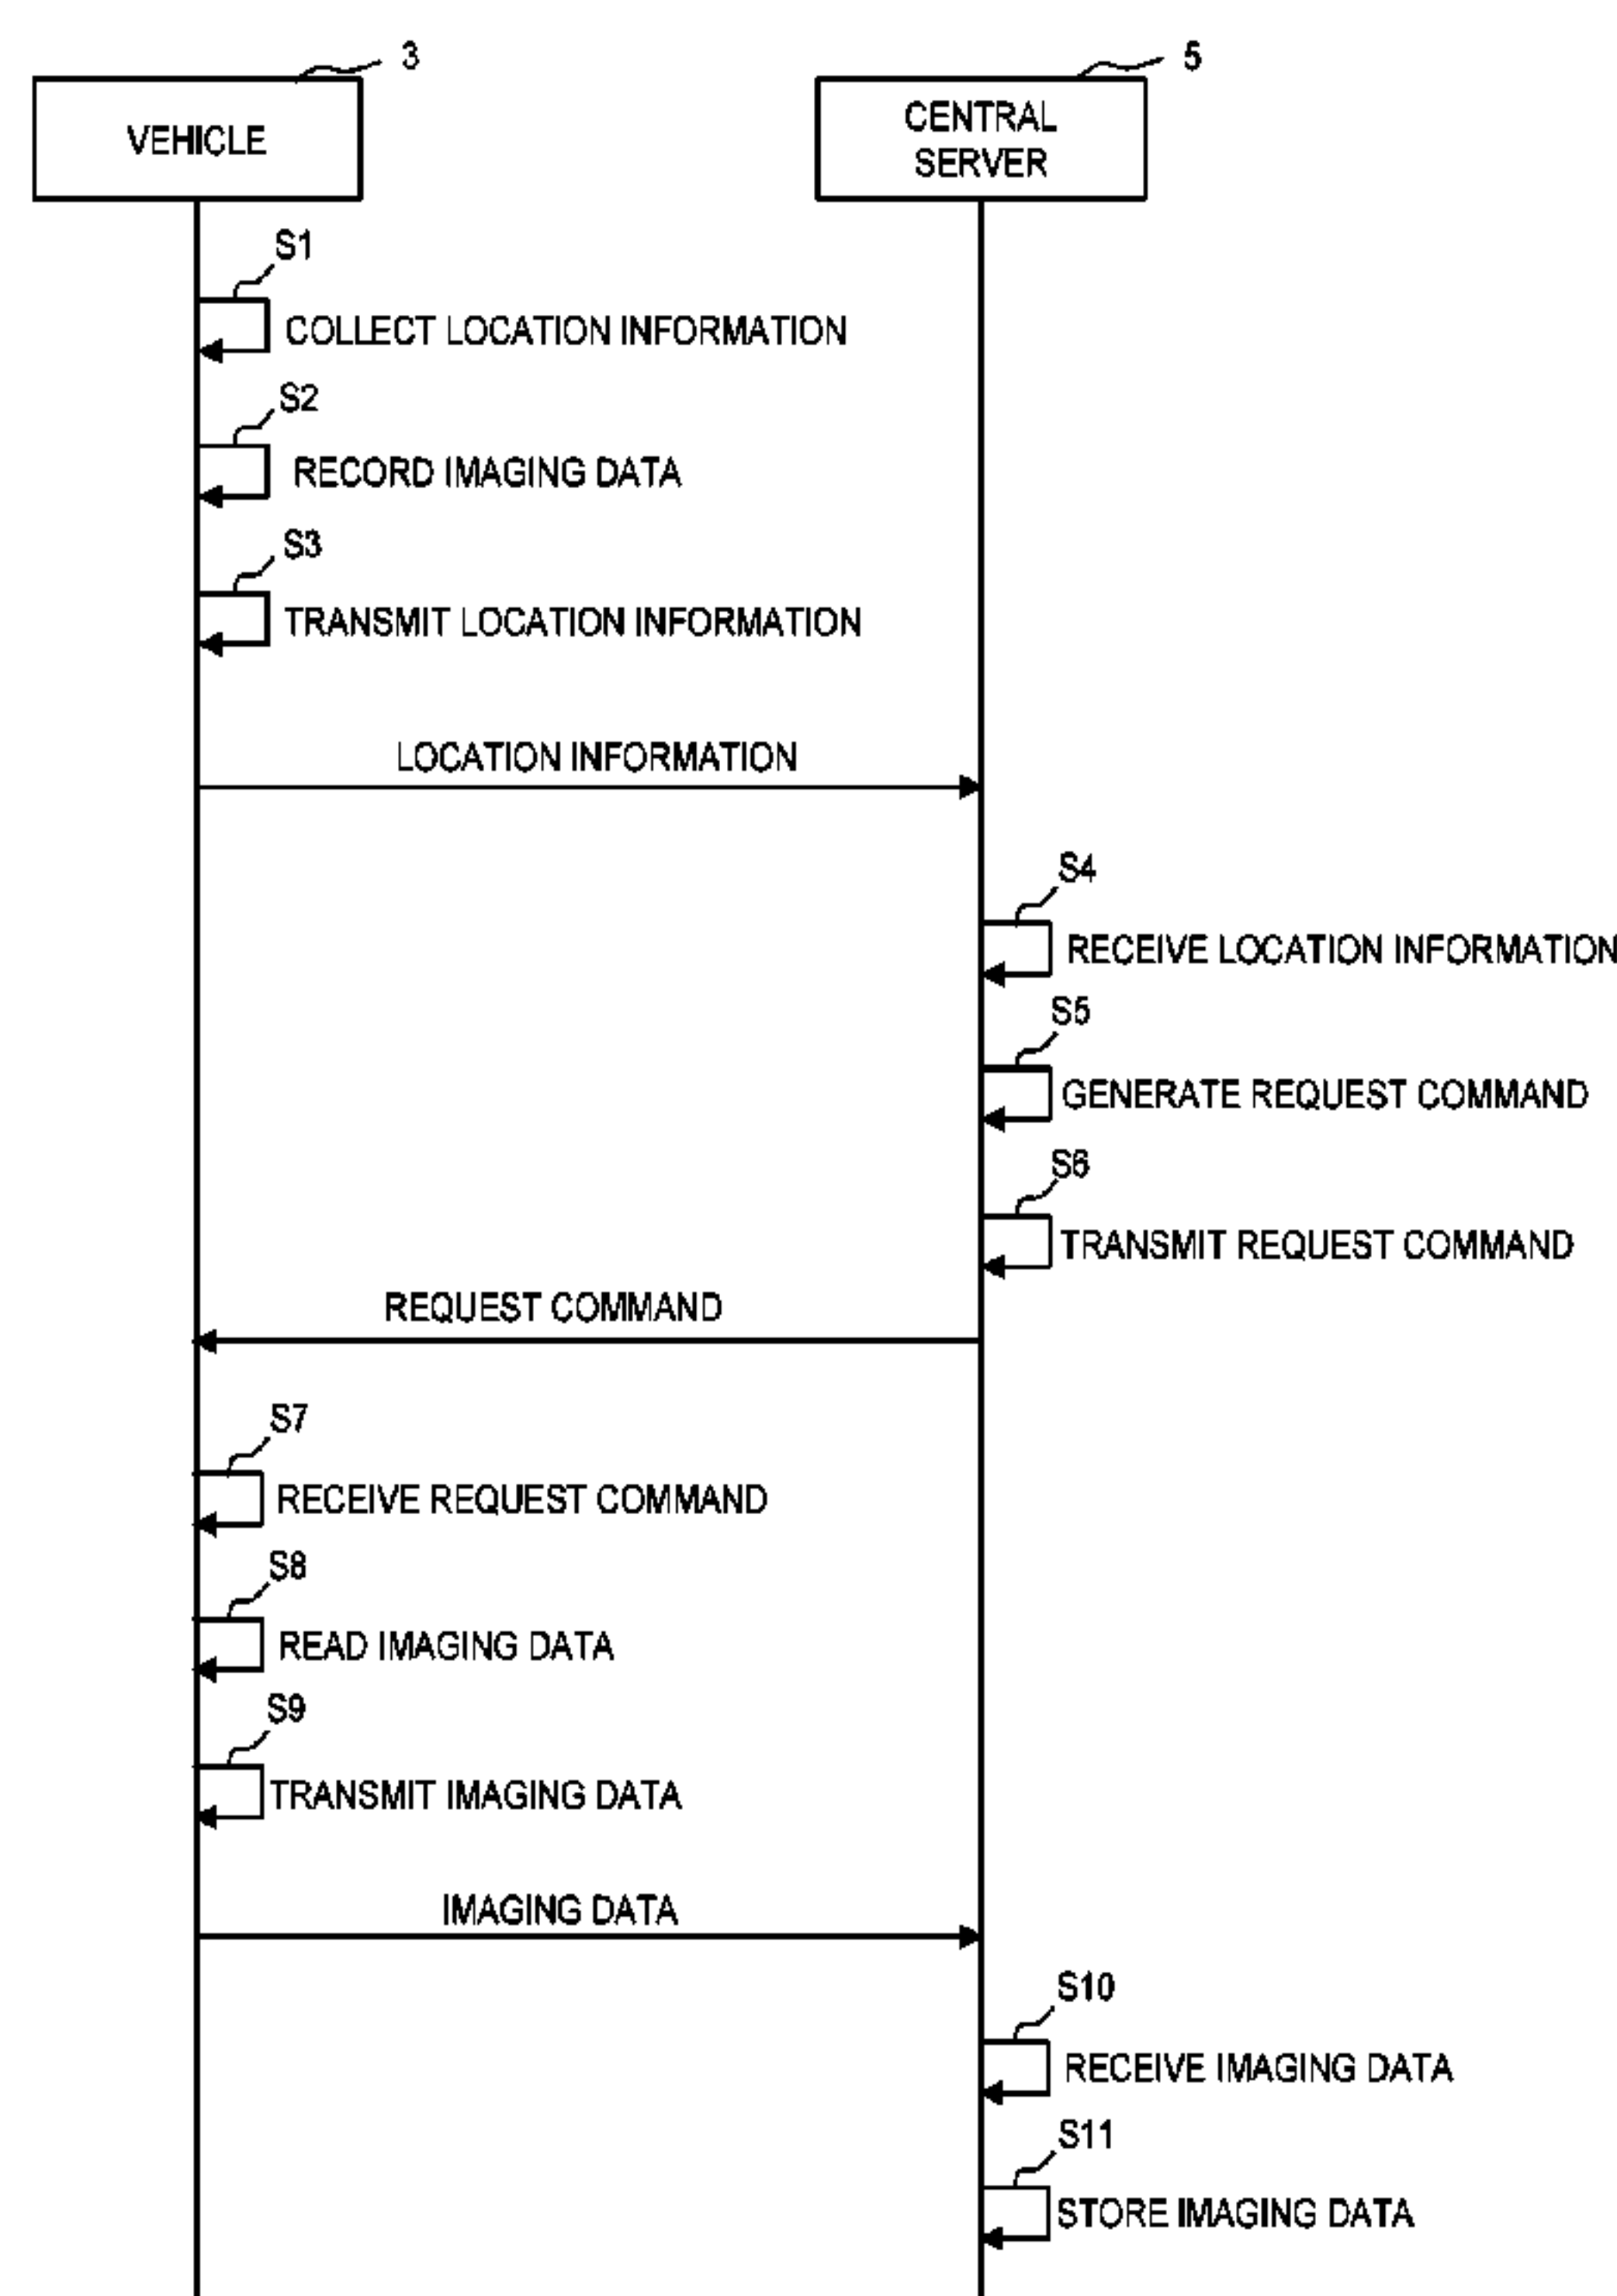 3
5
VEHICLE
CENTRAL
SERVER
S1
COLLECT LOCATION INFORMATION
S2
RECORD IMAGING DATA
S3
TRANSMIT LOCATION INFORMATION
LOCATION INFORMATION
S4
RECEIVE LOCATION INFORMATION
S5
GENERATE REQUEST COMMAND
S6
TRANSMIT REQUEST COMMAND
REQUEST COMMAND
S7
RECEIVE REQUEST COMMAND
S8
READ IMAGING DATA
S9
TRANSMIT IMAGING DATA
IMAGING DATA
S10
RECEIVE IMAGING DATA
S11
STORE IMAGING DATA